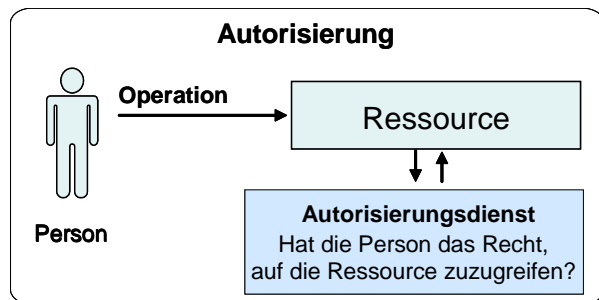 Autorisierung
Operation
Ressource
Person
Autorisierungsdienst
Hat die Person das Recht,
auf die Ressource zuzugreifen?